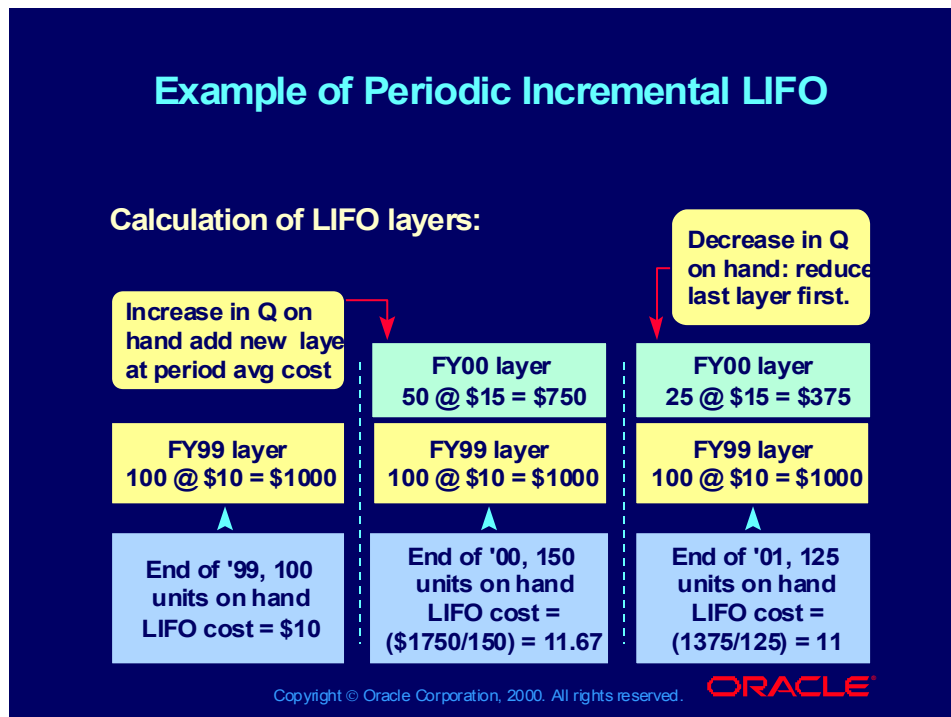 Example of Periodic Incremental LIFO
Calculation of LIFO layers:
Decrease in Q
on hand: reduce
last layer first.
Increase in Q on
hand add new laye
at period avg cost
FY00 layer
50 @ $15 = $750
FY00 layer
25 @ $15 = $375
FY99 layer
100 @ $10 = $1000
FY99 layer
100 @ $10 = $1000
FY99 layer
100 @ $10 = $1000
End of '99, 100
units on hand
LIFO cost = $10
End of '00, 150
units on hand
LIFO cost =
($1750/150) = 11.67
End of '01, 125
units on hand
LIFO cost =
(1375/125) = 11
Copyright © Oracle Corporation, 2000. All rights reserved.
ORACLE®